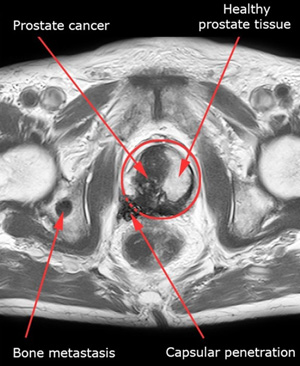 Prostate cancer
Healthy
prostate tissue
Bone metastasis
Capsular penetration